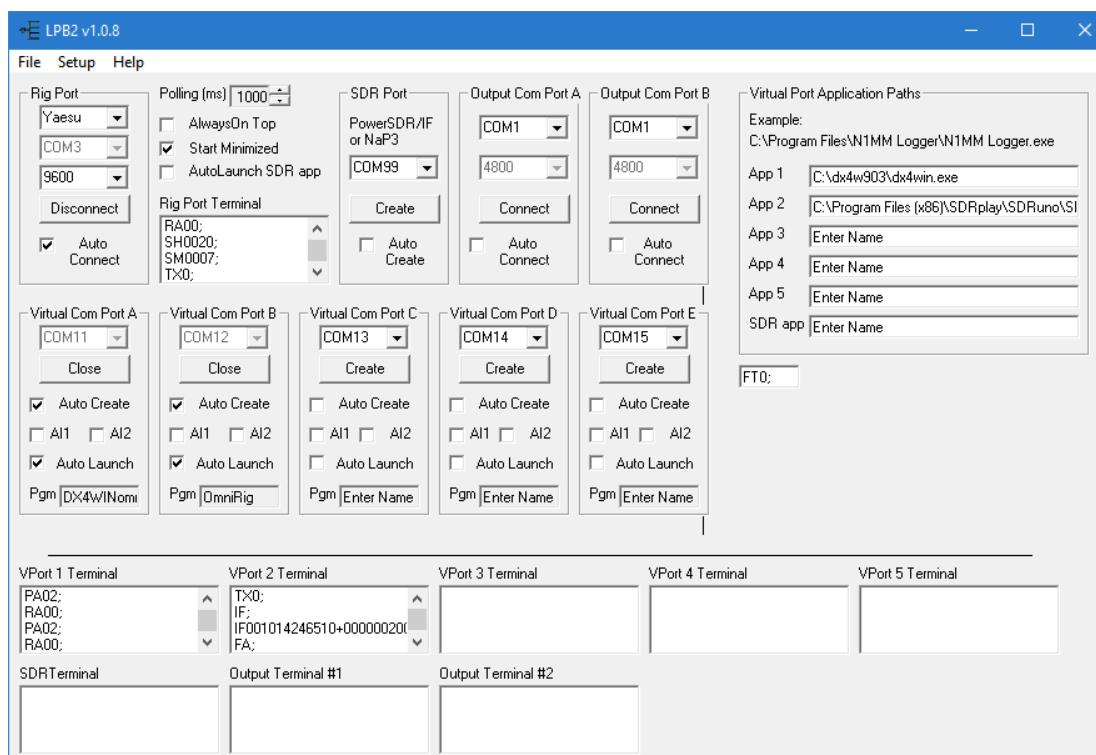 LPB2 v1.0.8
File Setup Help
Rig Port
Yaesu
COM3
9600
Disconnect
Auto
Connect
Polling (ms) 1000
AlwaysOn Top
Start Minimized
AutoLaunch SDR app
Rig Port Terminal
RA00;
SH0020;
SM0007;
TX0;
SDR Port
PowerSDR/IF
or NaP3
COM99
Create
Auto
Create
Output Com Port A
COM1
4800
Connect
Auto
Connect
Output Com Port B
COM1
4800
Connect
Auto
Connect
Virtual Port Application Paths
Example:
C:\Program Files\N1MM Logger\N1MM Logger.exe
App 1 C:\dx4w903\dx4win.exe
App 2 C:\Program Files (x86)\SDRplay\SDRuno\SI
App 3 Enter Name
App 4 Enter Name
App 5 Enter Name
SDR app Enter Name
FT0;
Virtual Com Port A
COM11
Close
Auto Create
AI1 AI2
Auto Launch
Pgm DX4WINomi
Virtual Com Port B
COM12
Close
Auto Create
AI1 AI2
Auto Launch
Pgm OmniRig
Virtual Com Port C
COM13
Create
Auto Create
AI1 AI2
Auto Launch
Pgm Enter Name
Virtual Com Port D
COM14
Create
Auto Create
AI1 AI2
Auto Launch
Pgm Enter Name
Virtual Com Port E
COM15
Create
Auto Create
AI1 AI2
Auto Launch
Pgm Enter Name
VPort 1 Terminal
PA02;
RA00;
PA02;
RA00;
VPort 2 Terminal
TX0;
IF;
IF001014246510+000000200
FA;
VPort 3 Terminal
VPort 4 Terminal
VPort 5 Terminal
SDRTerminal
Output Terminal #1
Output Terminal #2